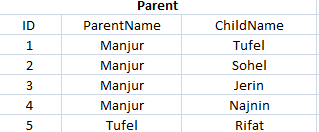 Parent
ID ParentName ChildName
1 Manjur Tufel
2 Manjur Sohel
3 Manjur Jerin
4 Manjur Najnin
5 Tufel Rifat